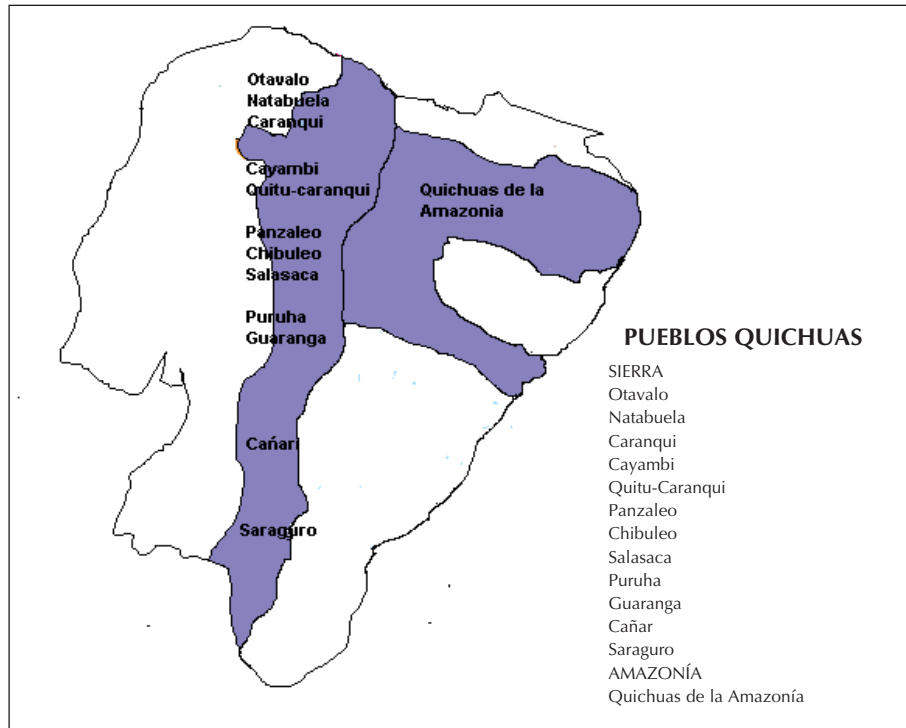 Otavalo
Natabuela
Caranqui
Cayambi
Quitu-caranqui
Panzaleo
Chibuleo
Salasaca
Puruha
Guaranga
Cañari
Saraguro
Quichuas de la
Amazonia
PUEBLOS QUICHUAS
SIERRA
Otavalo
Natabuela
Caranqui
Cayambi
Quitu-Caranqui
Panzaleo
Chibuleo
Salasaca
Puruha
Guaranga
Cañar
Saraguro
AMAZONÍA
Quichuas de la Amazonía